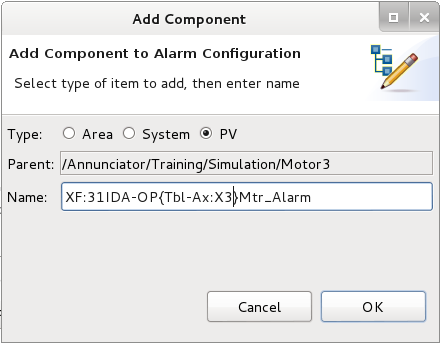 Add Component
Add Component to Alarm Configuration
Select type of item to add, then enter name
Type: Area System PV
Parent: /Annunciator/Training/Simulation/Motor3
Name: XF:31IDA-OP{Tbl-Ax:X3}Mtr_Alarm
Cancel OK